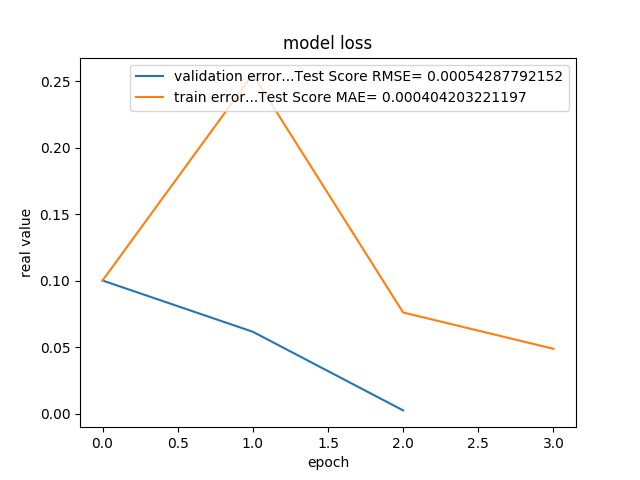 model loss
validation error...Test Score RMSE= 0.00054287792152
train error...Test Score MAE= 0.000404203221197
real value
0.25
0.20
0.15
0.10
0.05
0.00
0.0 0.5 1.0 1.5 2.0 2.5 3.0
epoch